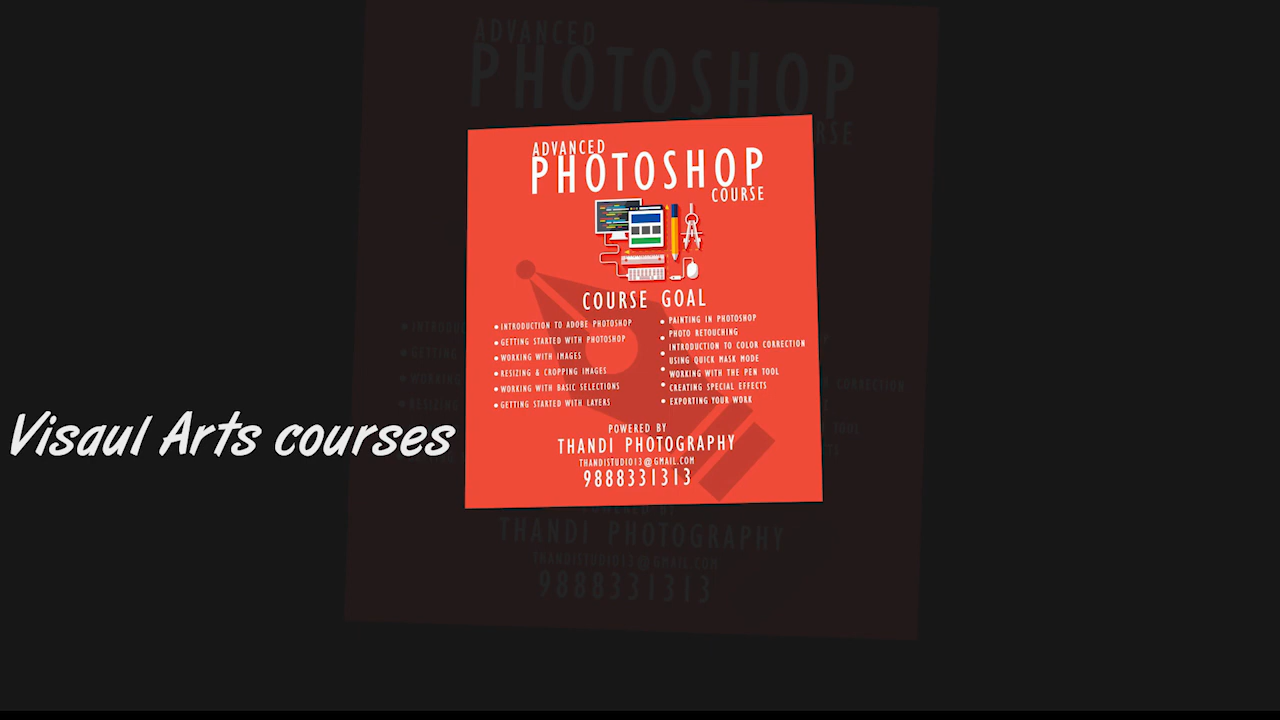 ADVANCED
PHOTOSHOP
COURSE
COURSE GOAL
INTRODUCTION TO ADOBE PHOTOSHOP
GETTING STARTED WITH PHOTOSHOP
WORKING WITH IMAGES
RESIZING & CROPPING IMAGES
WORKING WITH BASIC SELECTIONS
GETTING STARTED WITH LAYERS
PAINTING IN PHOTOSHOP
PHOTO RETOUCHING
INTRODUCTION TO COLOR CORRECTION
USING QUICK MASK MODE
WORKING WITH THE PEN TOOL
CREATING SPECIAL EFFECTS
EXPORTING YOUR WORK
POWERED BY
THANDI PHOTOGRAPHY
THANDISTUDIO13@GMAIL.COM
9888331313
Visaul Arts courses